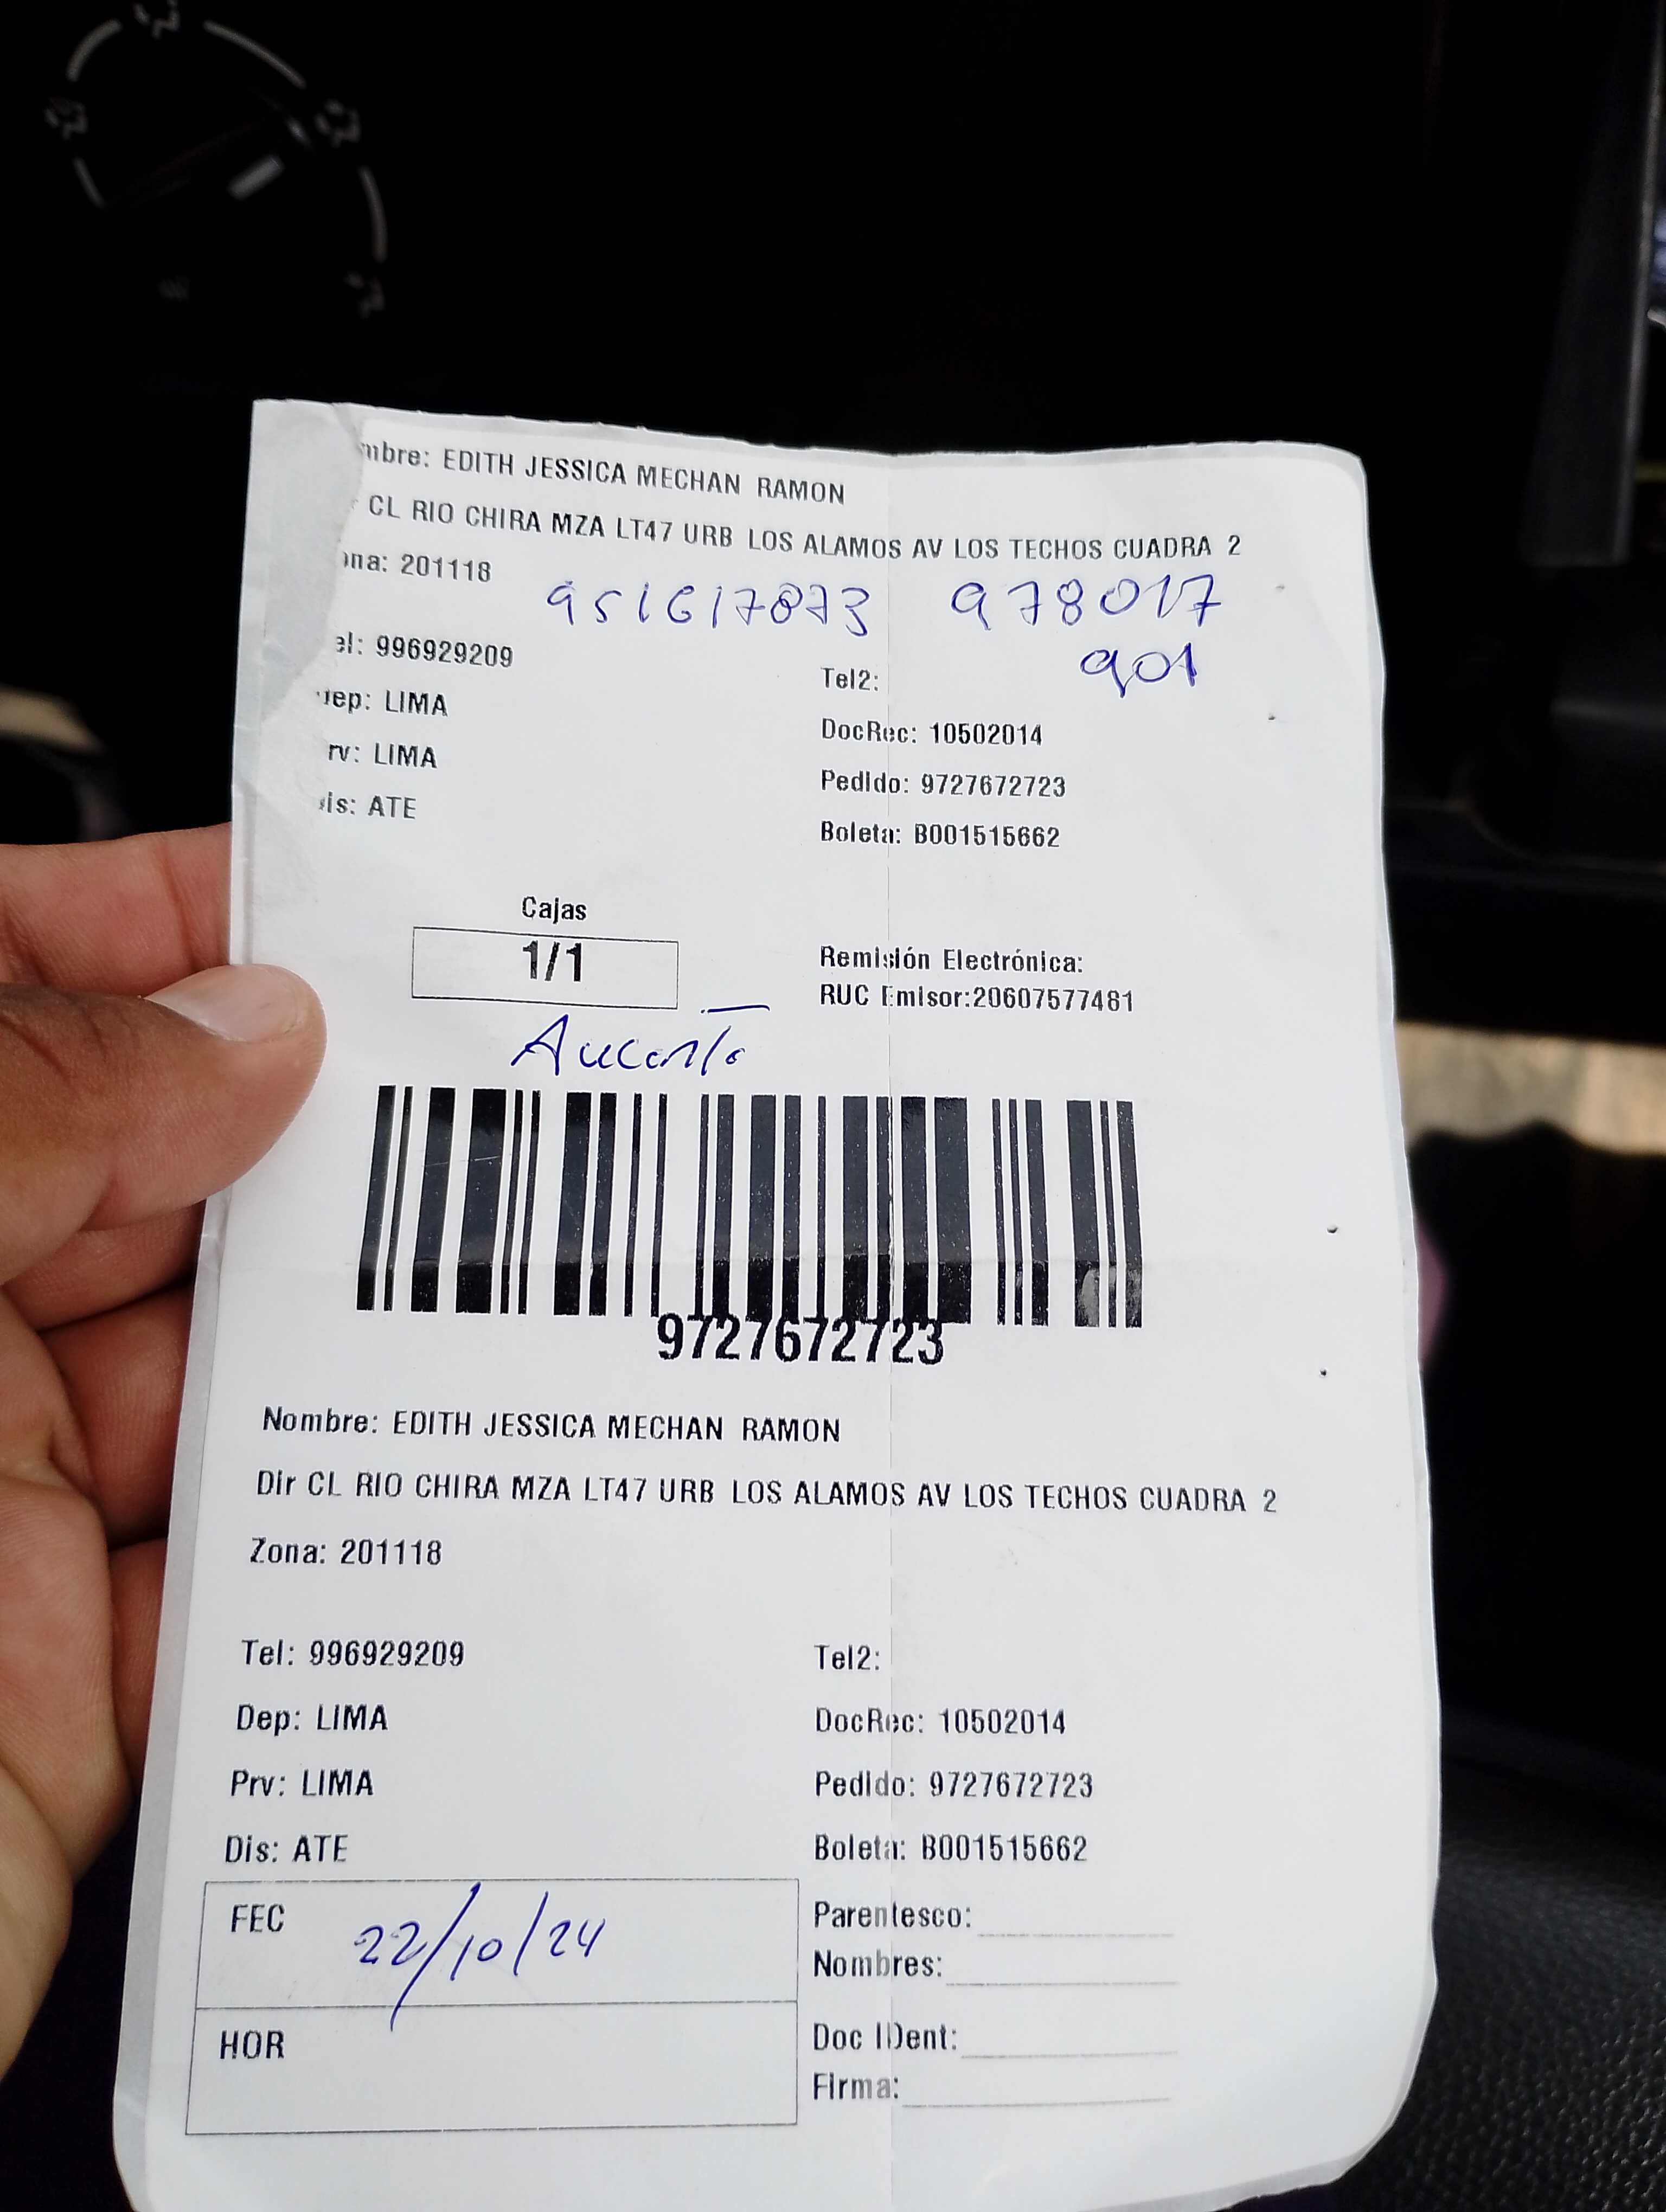 mbre: EDITH JESSICA MECHAN RAMON
CL RIO CHIRA MZA LT47 URB LOS ALAMOS AV LOS TECHOS CUADRA 2
ona: 201118
951617873 978017
901
el: 996929209
Tel2:
Dep: LIMA
DocRec: 10502014
rv: LIMA
Pedido: 9727672723
is: ATE
Boleta: B001515662
Cajas
1/1
Remisión Electrónica:
RUC Emisor:20607577481
9727672723
Nombre: EDITH JESSICA MECHAN RAMON
Dir CL RIO CHIRA MZA LT47 URB LOS ALAMOS AV LOS TECHOS CUADRA 2
Zona: 201118
Tel: 996929209
Tel2:
Dep: LIMA
DocRec: 10502014
Prv: LIMA
Pedido: 9727672723
Dis: ATE
Boleta: B001515662
FEC 22/10/24
Parentesco:
Nombres:
HOR
Doc IDent:
Firma: